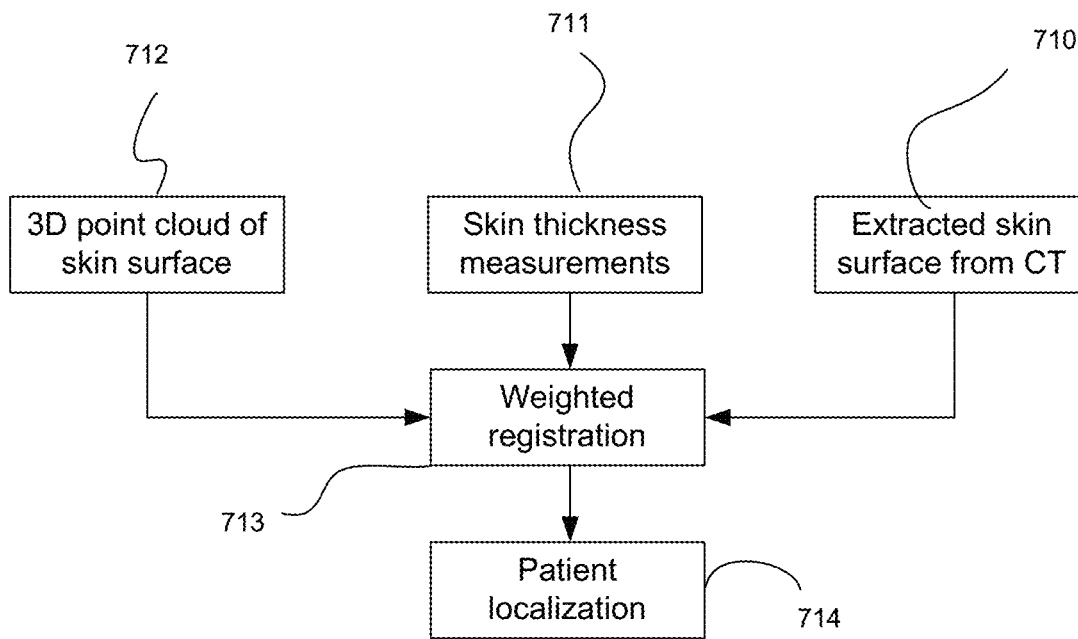 712
711
710
3D point cloud of
skin surface
Skin thickness
measurements
Extracted skin
surface from CT
Weighted
registration
713
Patient
localization
714